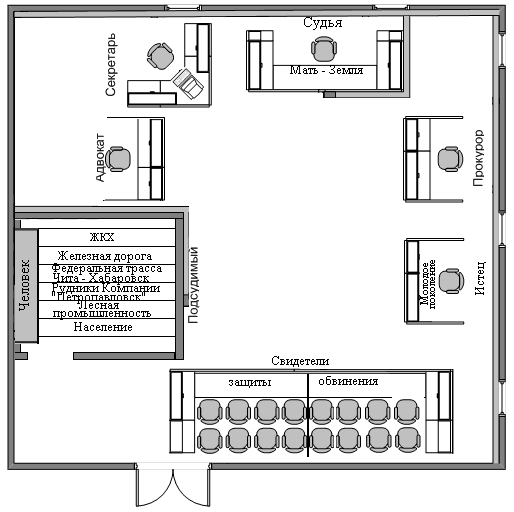 Судья
Мать - Земля
Секретарь
Адвокат
Прокурор
Истец
Молодое
поколение
Подсудимый
Человек
ЖКХ
Железная дорога
Федеральная трасса
Чита - Хабаровск
Рудники Компании
"Петропавловск"
Лесная
промышленность
Население
Свидетели
защиты обвинения